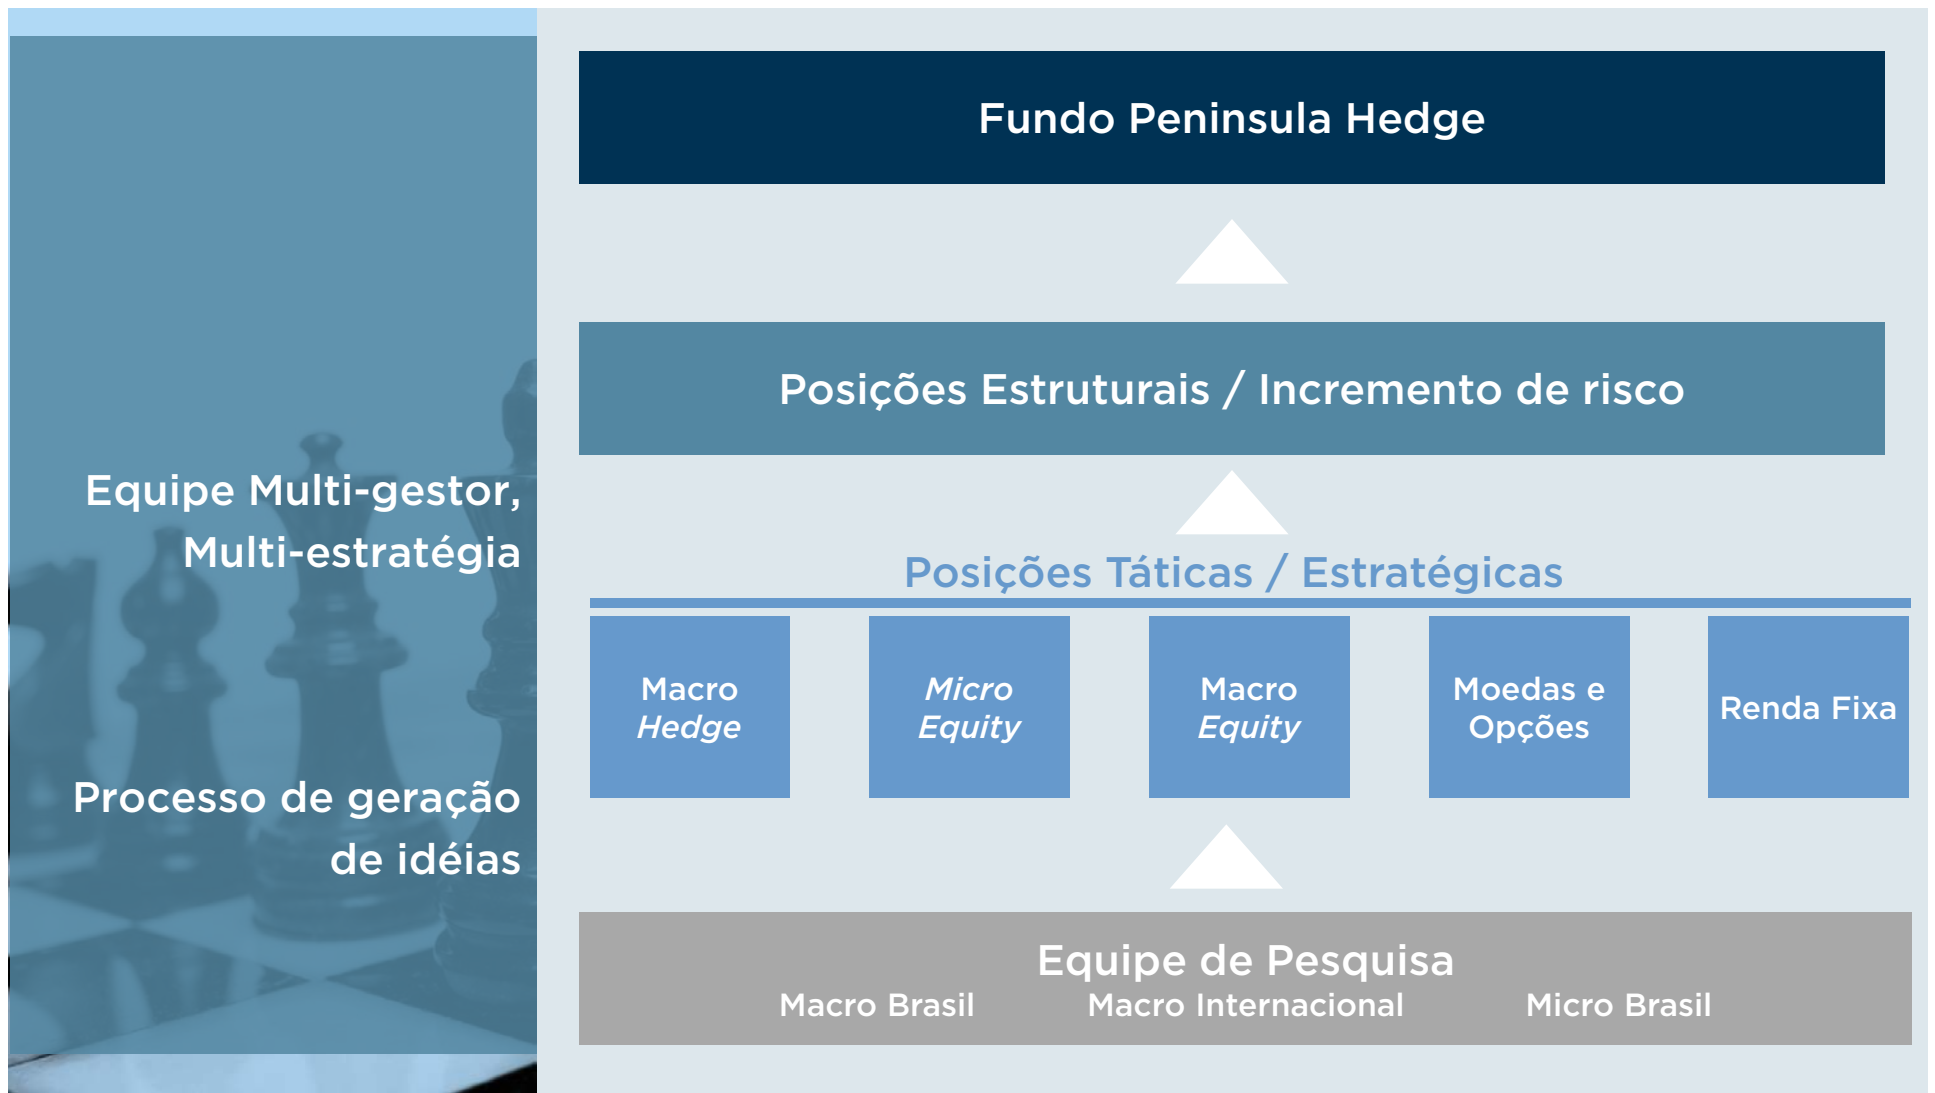 Equipe Multi-gestor,
Multi-estratégia
Processo de geração
de idéias
Fundo Peninsula Hedge
Posições Estruturais / Incremento de risco
Posições Táticas / Estratégicas
Macro
Hedge
Micro
Equity
Macro
Equity
Moedas e
Opções
Renda Fixa
Equipe de Pesquisa
Macro Brasil Macro Internacional Micro Brasil